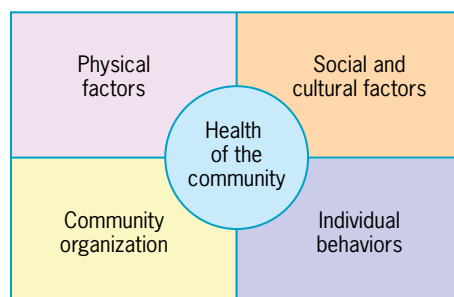 Physical
factors
Social and
cultural factors
Health
of the
community
Community
organization
Individual
behaviors